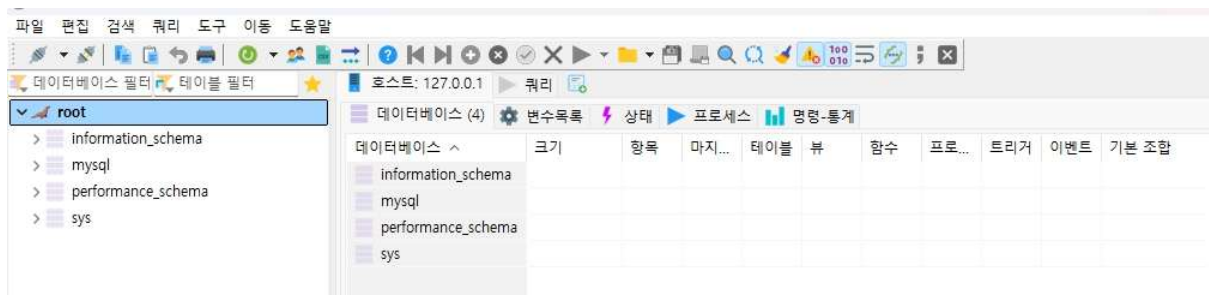 파일 편집 검색 쿼리 도구 이동 도움말
데이터베이스 필터 테이블 필터
호스트: 127.0.0.1 쿼리
root
데이터베이스 (4) 변수목록 상태 프로세스 명령-통계
데이터베이스 크기 항목 마지... 테이블 뷰 함수 프로... 트리거 이벤트 기본 조합
information_schema
mysql
performance_schema
sys
information_schema
mysql
performance_schema
sys